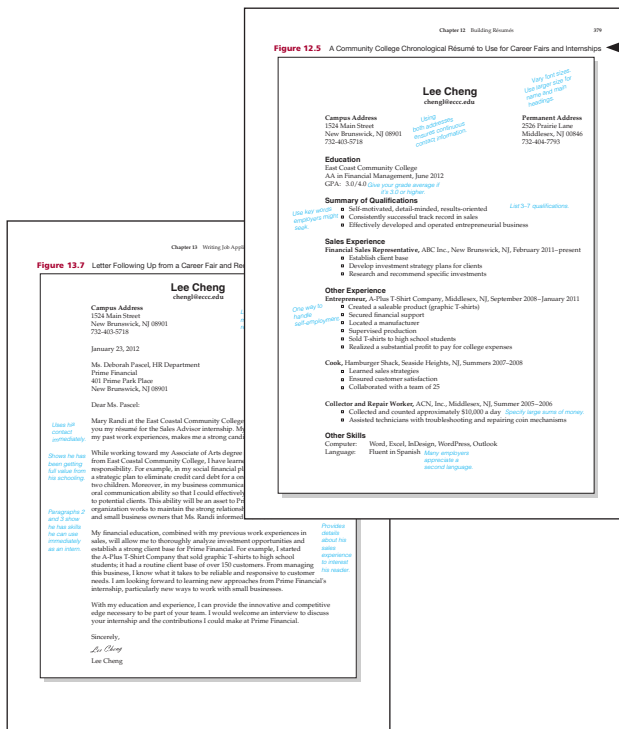 Chapter 12 Building Résumés 379
Figure 12.5 A Community College Chronological Résumé to Use for Career Fairs and Internships
Lee Cheng
chengl@eccc.edu
Vary font sizes.
Use larger size for
name and main
headings.
Campus Address
1524 Main Street
New Brunswick, NJ 08901
732-403-5718
Using
both addresses
ensures continuous
contact information.
Permanent Address
2526 Prairie Lane
Middlesex, NJ 00846
732-404-7793
Education
East Coast Community College
AA in Financial Management, June 2012
GPA: 3.0/4.0 Give your grade average if
it's 3.0 or higher.
Summary of Qualifications
Use key words
employers might
seek.
Self-motivated, detail-minded, results-oriented
Consistently successful track record in sales
Effectively developed and operated entrepreneurial business
List 5–7 qualifications.
Sales Experience
Financial Sales Representative, ABC Inc., New Brunswick, NJ, February 2011–present
Establish client base
Develop investment strategy plans for clients
Research and recommend specific investments
Other Experience
Entrepreneur, A-Plus T-Shirt Company, Middlesex, NJ, September 2008–January 2011
One way to
handle
self-employment.
Created a saleable product (graphic T-shirts)
Secured financial support
Located a manufacturer
Supervised production
Sold T-shirts to high school students
Realized a substantial profit to pay for college expenses
Cook, Hamburger Shack, Seaside Heights, NJ, Summers 2007–2008
Learned sales strategies
Ensured customer satisfaction
Collaborated with a team of 25
Collector and Repair Worker, ACN, Inc., Middlesex, NJ, Summer 2005–2006
Collected and counted approximately $10,000 a day Specify large sums of money.
Assisted technicians with troubleshooting and repairing coin mechanisms
Other Skills
Computer: Word, Excel, InDesign, WordPress, Outlook
Language Fluent in Spanish Many employers
appreciate a
second language.
Chapter 13 Writing Job Appl
Figure 13.7 Letter Following Up from a Career Fair and Re
Lee Cheng
chengl@eccc.edu
Campus Address
1524 Main Street
New Brunswick, NJ 08901
732-403-5718
January 23, 2012
Ms. Deborah Pascel, HR Department
Prime Financial
401 Prime Park Place
New Brunswick, NJ 08901
Dear Ms. Pascel:
Uses HR
contact
immediately.
Mary Randi at the East Coastal Community College
you my résumé for the Sales Advisor internship. My
my past work experiences, makes me a strong candi
Shows he has
been getting
full value from
his schooling.
While working toward my Associate of Arts degree
from East Coastal Community College, I have learne
responsibility. For example, in my social financial pl
a strategic plan to eliminate credit card debt for a on
two children. Moreover, in my business communica
oral communication ability so that I could effectively
to potential clients. This ability will be an asset to Pr
organization works to maintain the strong relationsh
and small business owners that Ms. Randi informed
Paragraphs 2
and 3 show
he has skills
he can use
immediately
as an intern.
My financial education, combined with my previous work experiences in
sales, will allow me to thoroughly analyze investment opportunities and
establish a strong client base for Prime Financial. For example, I started
the A-Plus T-Shirt Company that sold graphic T-shirts to high school
students; it had a routine client base of over 150 customers. From managing
this business, I know what it takes to be reliable and responsive to customer
needs. I am looking forward to learning new approaches from Prime Financial's
internship, particularly new ways to work with small businesses.
Provides
details
about his
sales
experience
to interest
his reader.
With my education and experience, I can provide the innovative and competitive
edge necessary to be part of your team. I would welcome an interview to discuss
your internship and the contributions I could make at Prime Financial.
Sincerely,
Lee Cheng
Lee Cheng